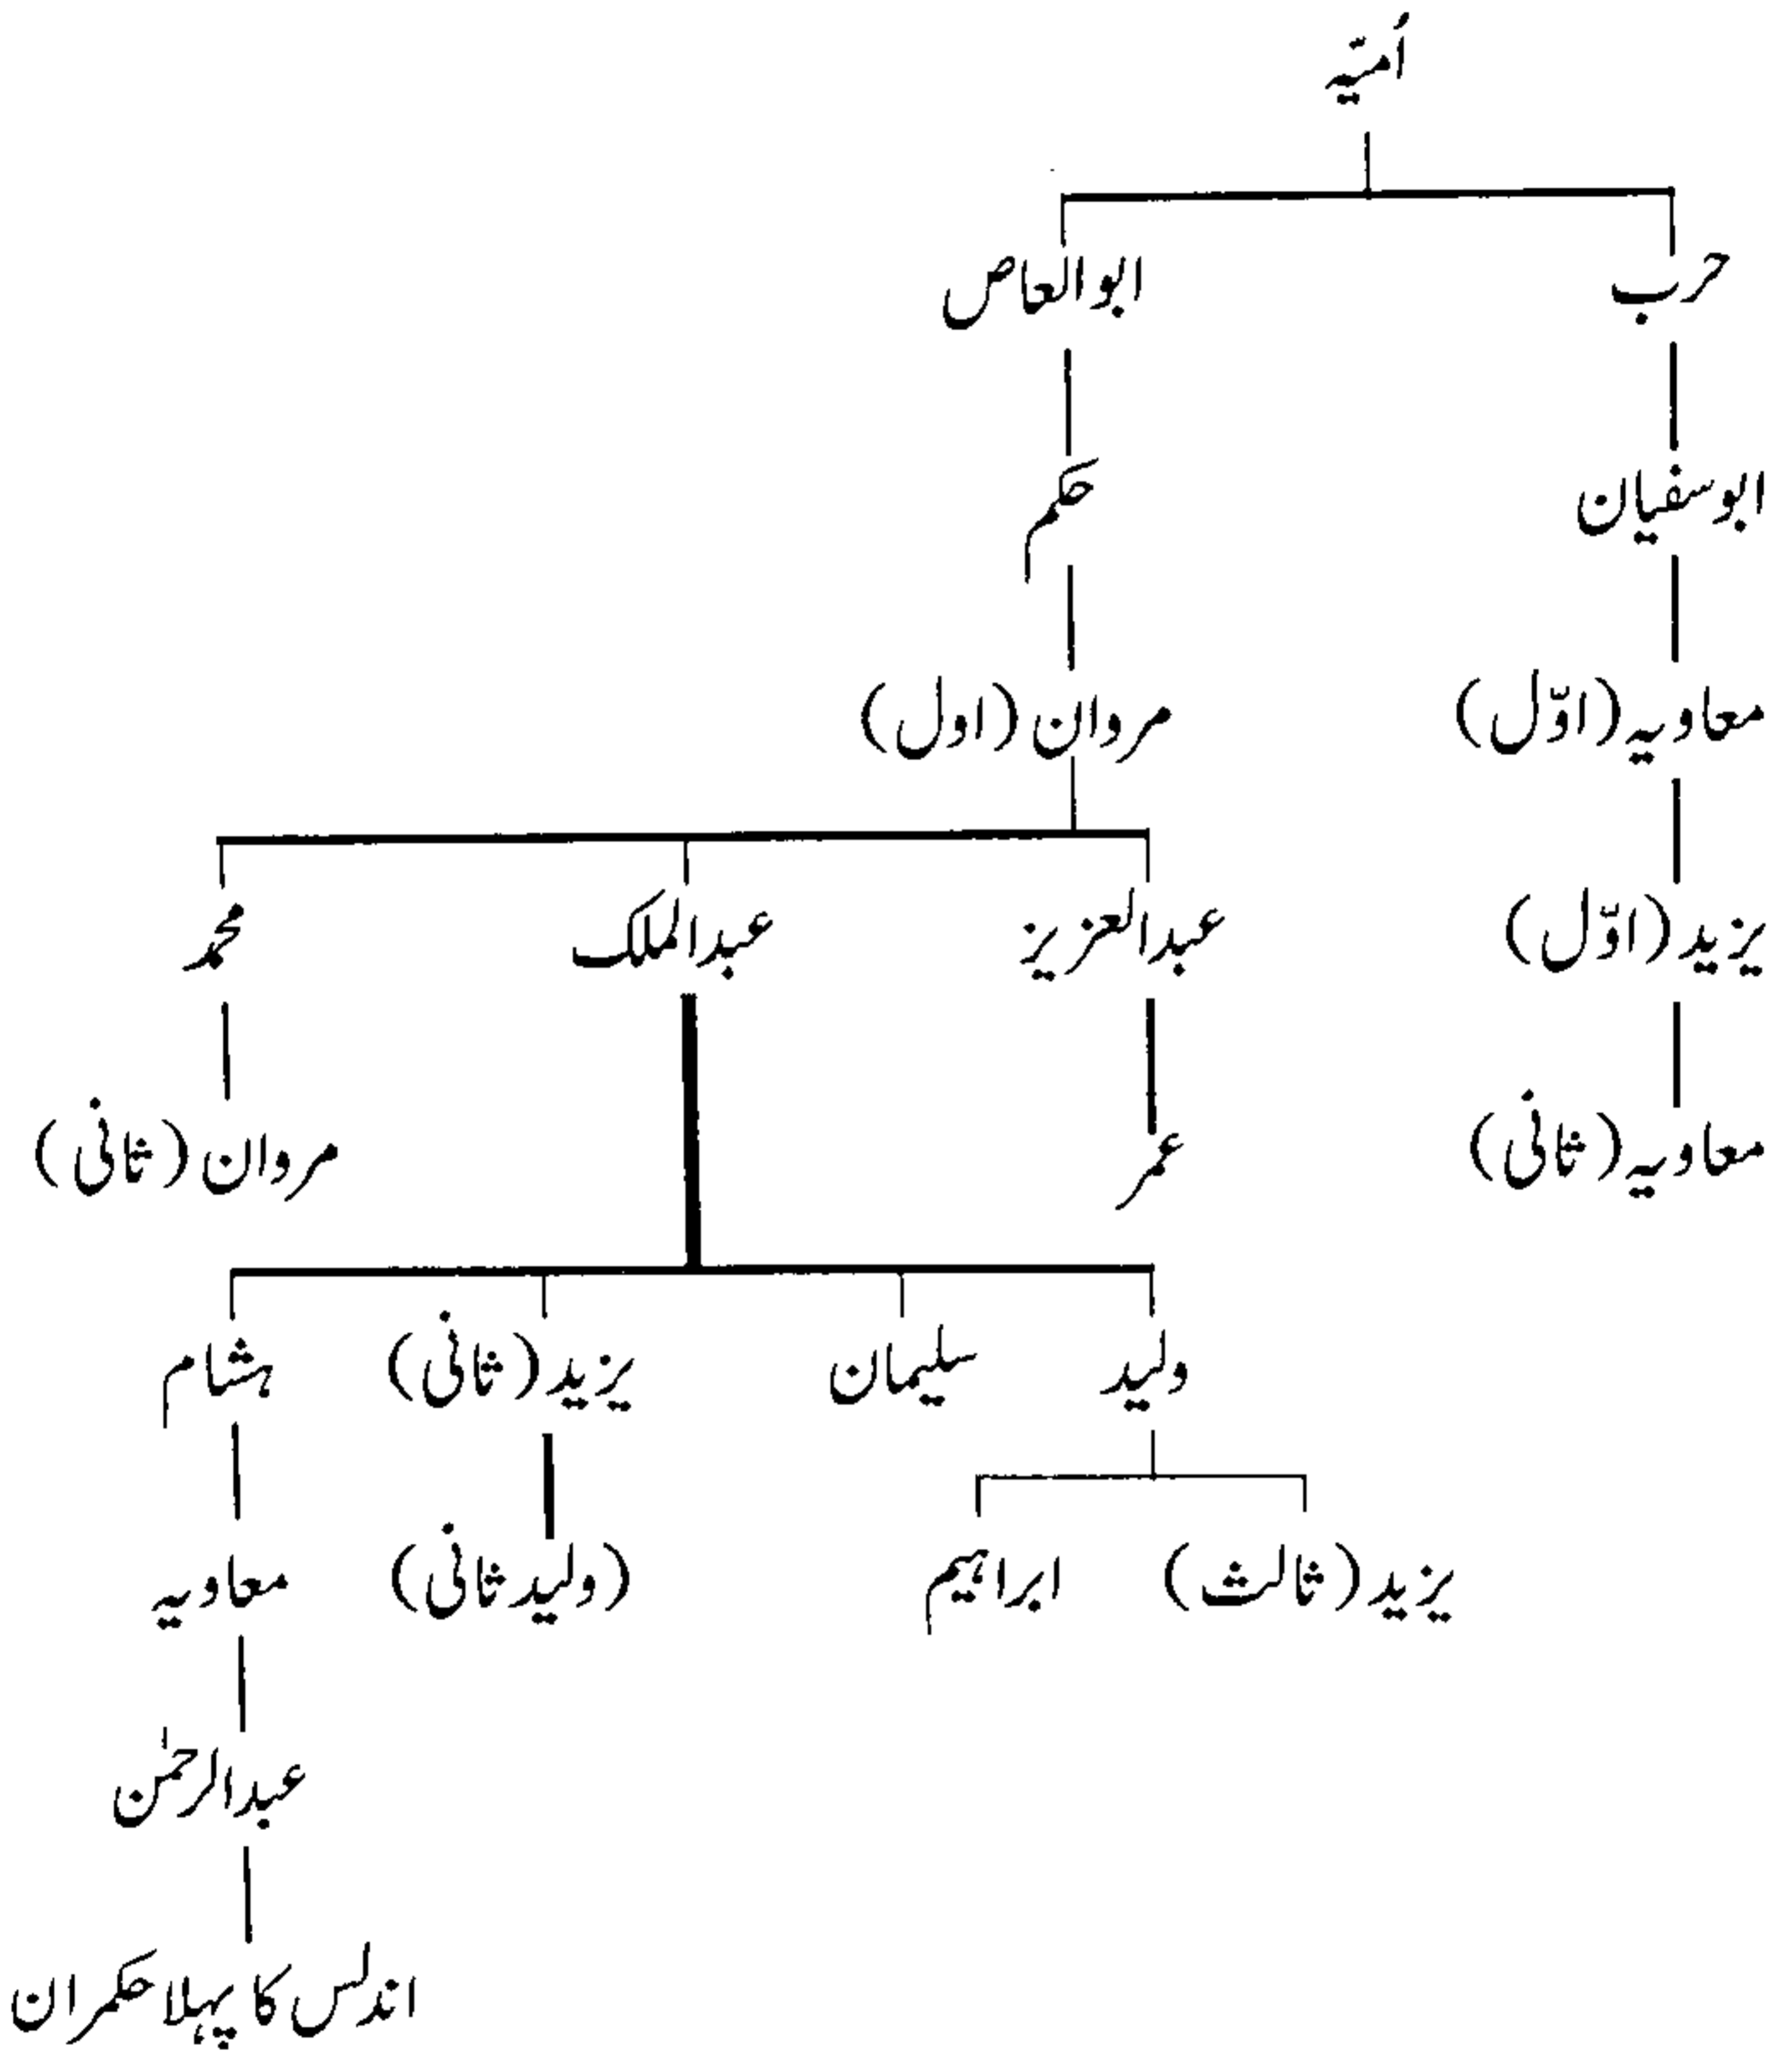 اُمیّہ
حرب ابوالعاص
ابوسفیان حکم
معاویہ (اوّل) مروان (اول)
یزید (اوّل) عبدالعزیز عبدالملک محمد
معاویہ (ثانی) عمر مروان (ثانی)
ولید سلیمان یزید (ثانی) ہشام
یزید (ثالث) ابراہیم (ولید ثانی) معاویہ
عبدالرحمٰن
اندلس کا پہلا حکمران